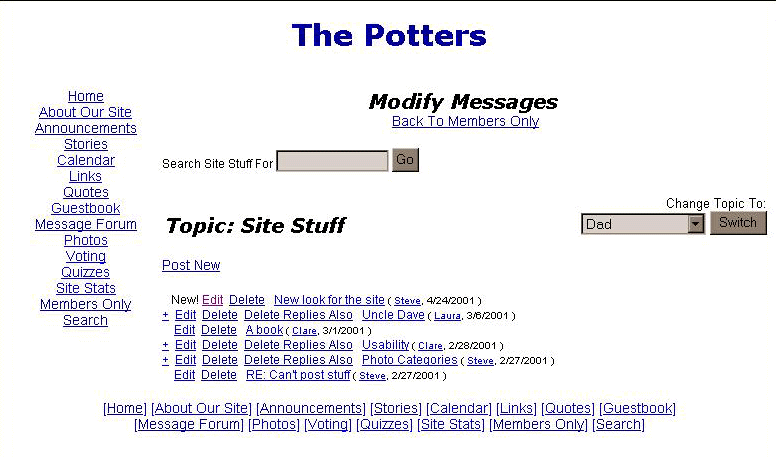 The Potters
Home
About Our Site
Announcements
Stories
Calendar
Links
Quotes
Guestbook
Message Forum
Photos
Voting
Quizzes
Site Stats
Members Only
Search
Modify Messages
Back To Members Only
Search Site Stuff For Go
Change Topic To:
Topic: Site Stuff Dad Switch
Post New
New! Edit Delete New look for the site ( Steve, 4/24/2001 )
+ Edit Delete Delete Replies Also Uncle Dave ( Laura, 3/6/2001 )
Edit Delete A book ( Clare, 3/1/2001 )
+ Edit Delete Delete Replies Also Usability ( Clare, 2/28/2001 )
+ Edit Delete Delete Replies Also Photo Categories ( Steve, 2/27/2001 )
Edit Delete RE: Can't post stuff ( Steve, 2/27/2001 )
[Home] [About Our Site] [Announcements] [Stories] [Calendar] [Links] [Quotes] [Guestbook]
[Message Forum] [Photos] [Voting] [Quizzes] [Site Stats] [Members Only] [Search]